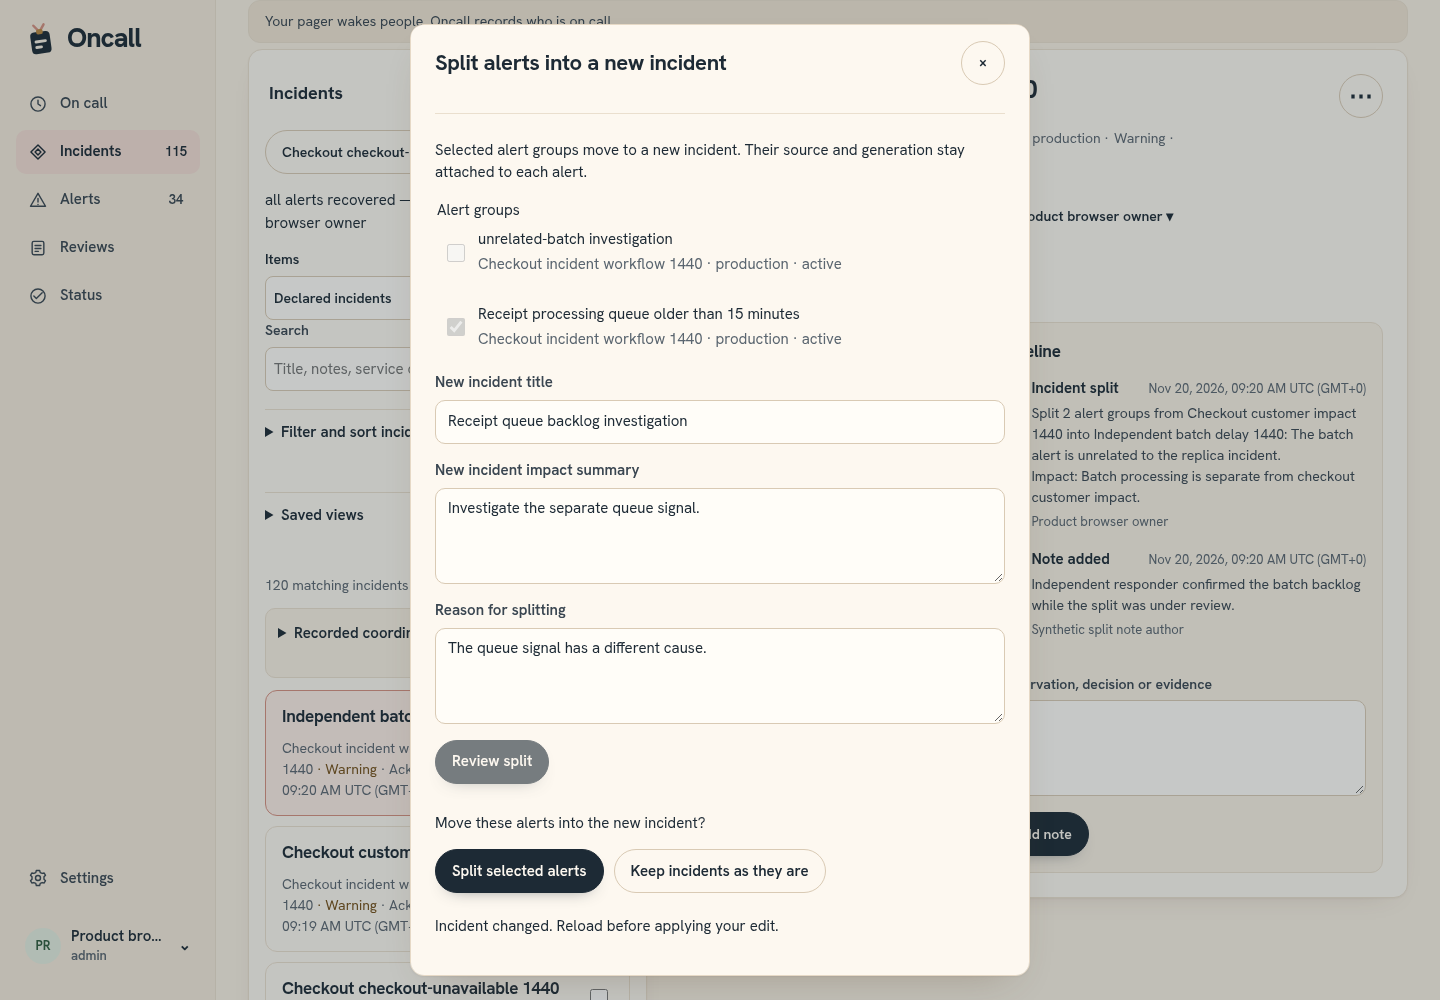 Oncall
On call
Incidents 115
Alerts 34
Reviews
Status
Settings
PR
Product bro...
admin
Your pager wakes people. Oncall records who is on call.
Incidents
Checkout checkout-
all alerts recovered —
browser owner
Items
Declared incidents
Search
Title, notes, service
Filter and sort
Saved views
120 matching incidents
Recorded
Independent
Checkout incident
1440 · Warning ·
09:20 AM UTC
Checkout
Checkout incident
1440 · Warning ·
09:19 AM UTC
Checkout checkout-unavailable 1440
Split alerts into a new incident
×
Selected alert groups move to a new incident. Their source and generation stay
attached to each alert.
Alert groups
unrelated-batch investigation
Checkout incident workflow 1440 · production · active
Receipt processing queue older than 15 minutes
Checkout incident workflow 1440 · production · active
New incident title
Receipt queue backlog investigation
New incident impact summary
Investigate the separate queue signal.
Reason for splitting
The queue signal has a different cause.
Review split
Move these alerts into the new incident?
Split selected alerts
Keep incidents as they are
Incident changed. Reload before applying your edit.
0
...
production · Warning ·
browser owner ▾
Incident split Nov 20, 2026, 09:20 AM UTC (GMT+0)
Split 2 alert groups from Checkout customer impact
1440 into Independent batch delay 1440: The batch
alert is unrelated to the replica incident.
Impact: Batch processing is separate from checkout
customer impact.
Product browser owner
Note added Nov 20, 2026, 09:20 AM UTC (GMT+0)
Independent responder confirmed the batch backlog
while the split was under review.
Synthetic split note author
decision or evidence
note